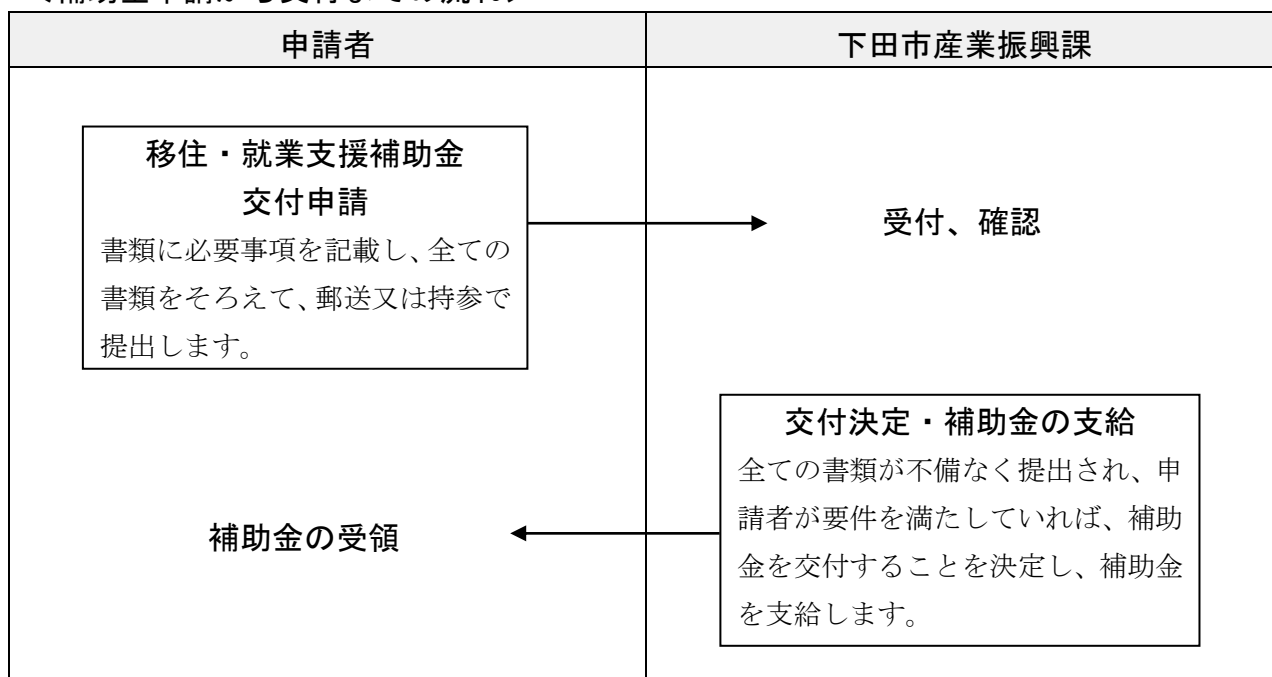 申請者
下田市産業振興課
移住・就業支援補助金
交付申請
書類に必要事項を記載し、全ての
書類をそろえて、郵送又は持参で
提出します。
受付、確認
交付決定・補助金の支給
全ての書類が不備なく提出され、申
請者が要件を満たしていれば、補助
金を交付することを決定し、補助金
を支給します。
補助金の受領